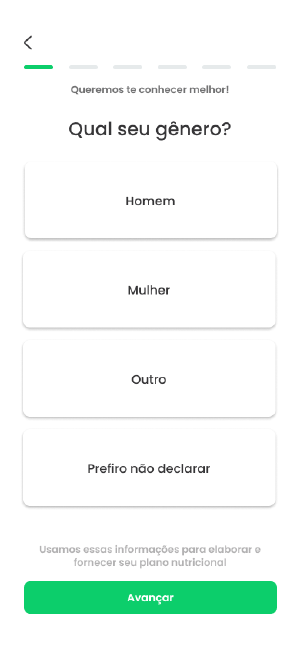 Queremos te conhecer melhor!
Qual seu gênero?
Homem
Mulher
Outro
Prefiro não declarar
Usamos essas informações para elaborar e
fornecer seu plano nutricional
Avançar